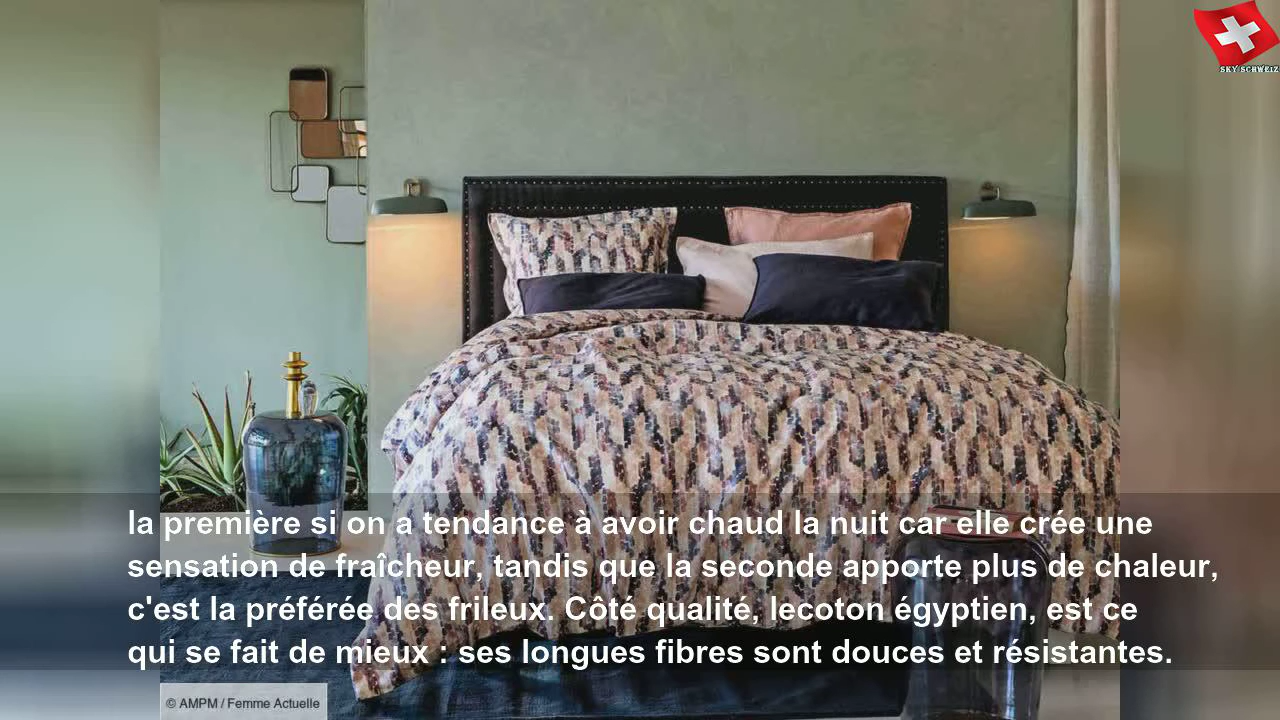 SKY SCHWEIZ
la première si on a tendance à avoir chaud la nuit car elle crée une
sensation de fraîcheur, tandis que la seconde apporte plus de chaleur,
c'est la préférée des frileux. Côté qualité, lecoton égyptien, est ce
qui se fait de mieux : ses longues fibres sont douces et résistantes.
© AMPM / Femme Actuelle